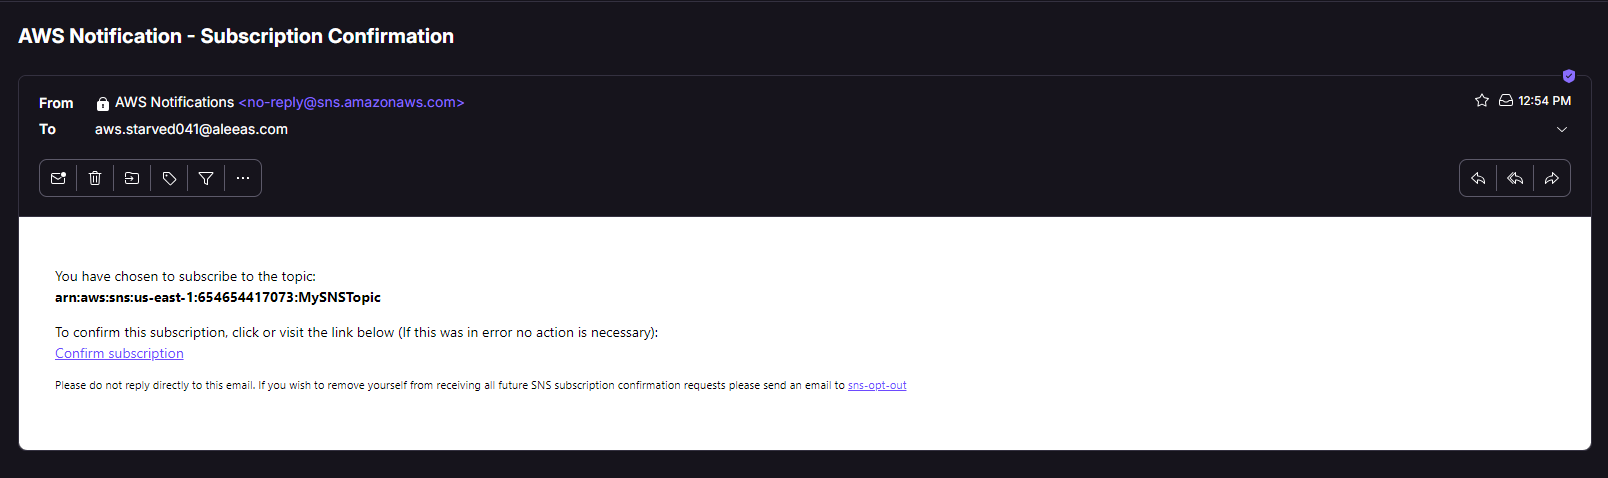 AWS Notification - Subscription Confirmation
From AWS Notifications <no-reply@sns.amazonaws.com>
12:54 PM
To aws.starved041@aleeas.com
You have chosen to subscribe to the topic:
arn:aws:sns:us-east-1:654654417073:MySNSTopic
To confirm this subscription, click or visit the link below (If this was in error no action is necessary):
Confirm subscription
Please do not reply directly to this email. If you wish to remove yourself from receiving all future SNS subscription confirmation requests please send an email to sns-opt-out